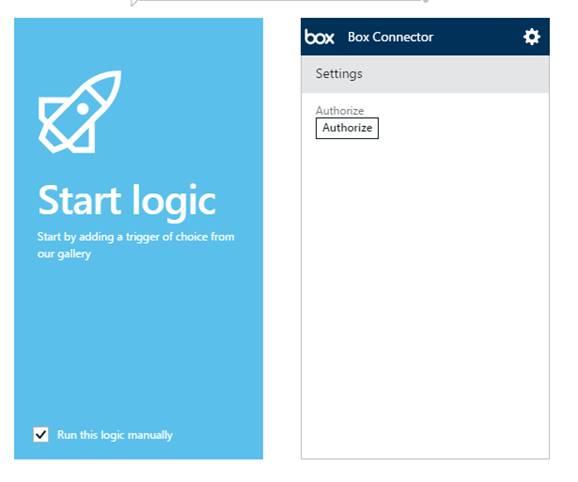 Start logic
Start by adding a trigger of choice from
our gallery
Run this logic manually
box Box Connector
Settings
Authorize
Authorize